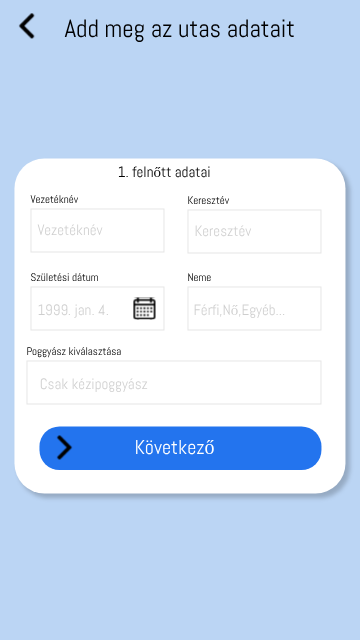 Add meg az utas adatait
1. felnőtt adatai
Vezetéknév
Keresztév
Vezetéknév
Keresztév
Születési dátum
Neme
1999. jan. 4.
Férfi,Nő,Egyéb...
Poggyász kiválasztása
Csak kézipoggyász
Következő